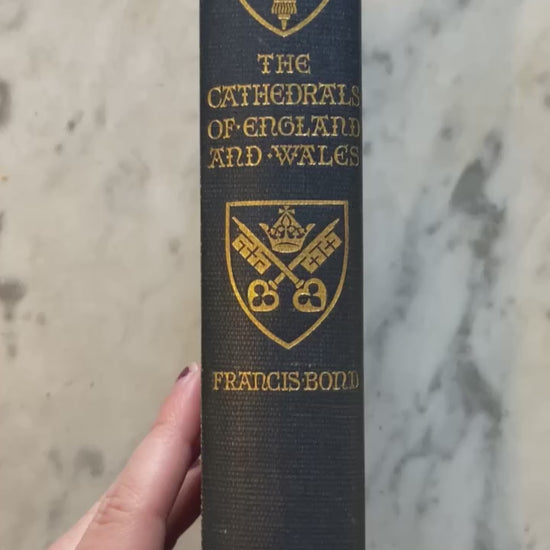 THE
CATHEDRALS
OF·ENGLAND
AND·WALES
FRANCIS·BOND